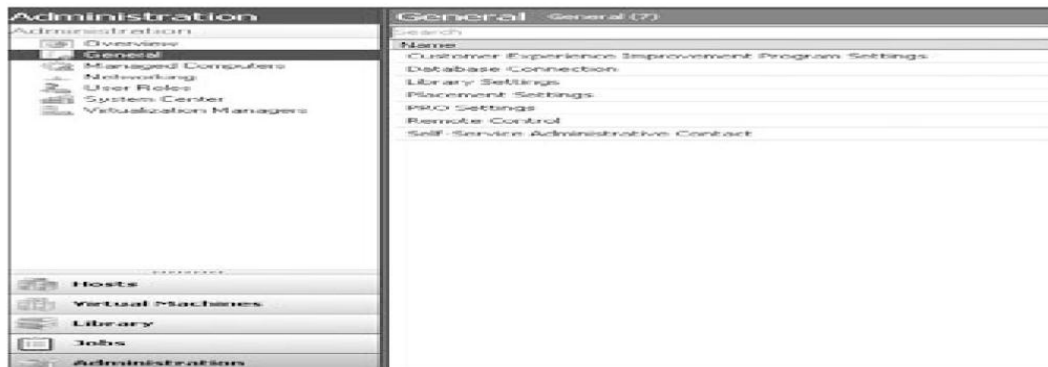 Administration
Administration
Overview
General
Managed Computers
Networking
User Roles
System Center
Virtualization Managers
Hosts
Virtual Machines
Library
Jobs
Administration
General General (7)
Search
Name
Customer Experience Improvement Program Settings
Database Connection
Library Settings
Placement Settings
PRO Settings
Remote Control
Self-Service Administrative Contact